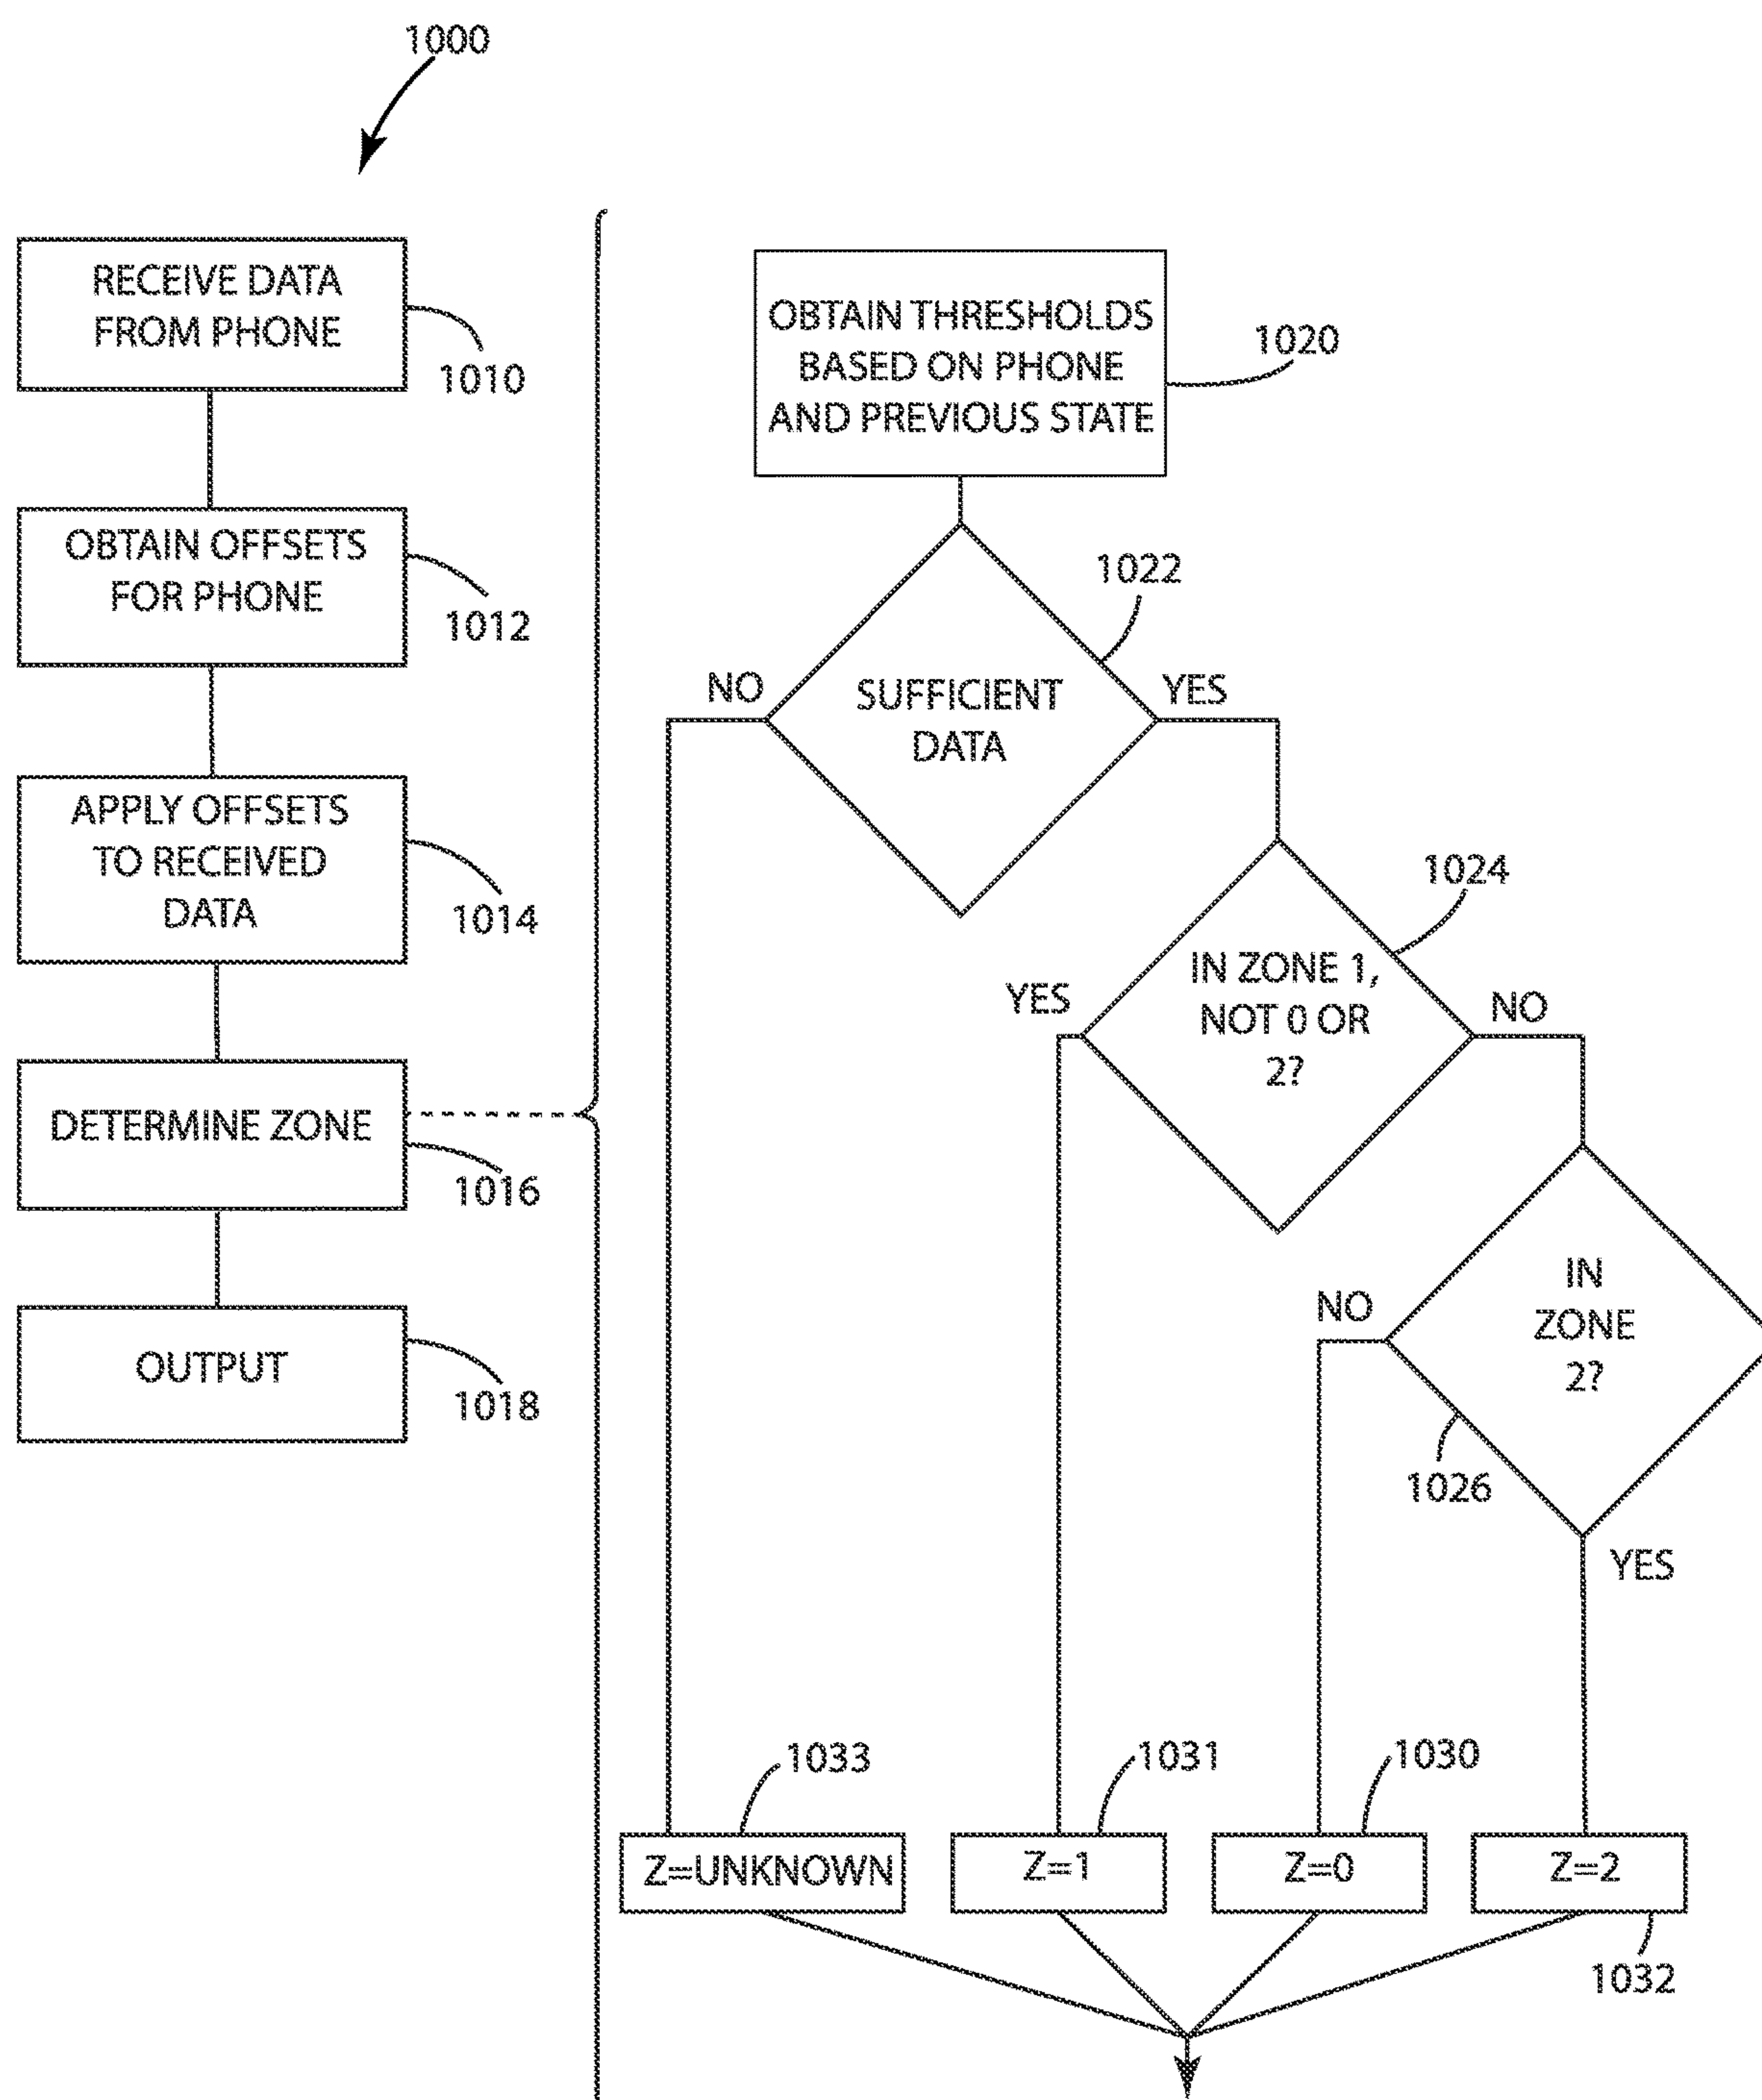 1000
RECEIVE DATA
FROM PHONE
1010
OBTAIN OFFSETS
FOR PHONE
1012
APPLY OFFSETS
TO RECEIVED
DATA
1014
DETERMINE ZONE
1016
OUTPUT
1018
OBTAIN THRESHOLDS
BASED ON PHONE
AND PREVIOUS STATE
1020
1022
NO
SUFFICIENT
DATA
YES
1024
YES
IN ZONE 1,
NOT 0 OR
2?
NO
NO
IN
ZONE
2?
1026
YES
1033
1031
1030
Z=UNKNOWN
Z=1
Z=0
Z=2
1032